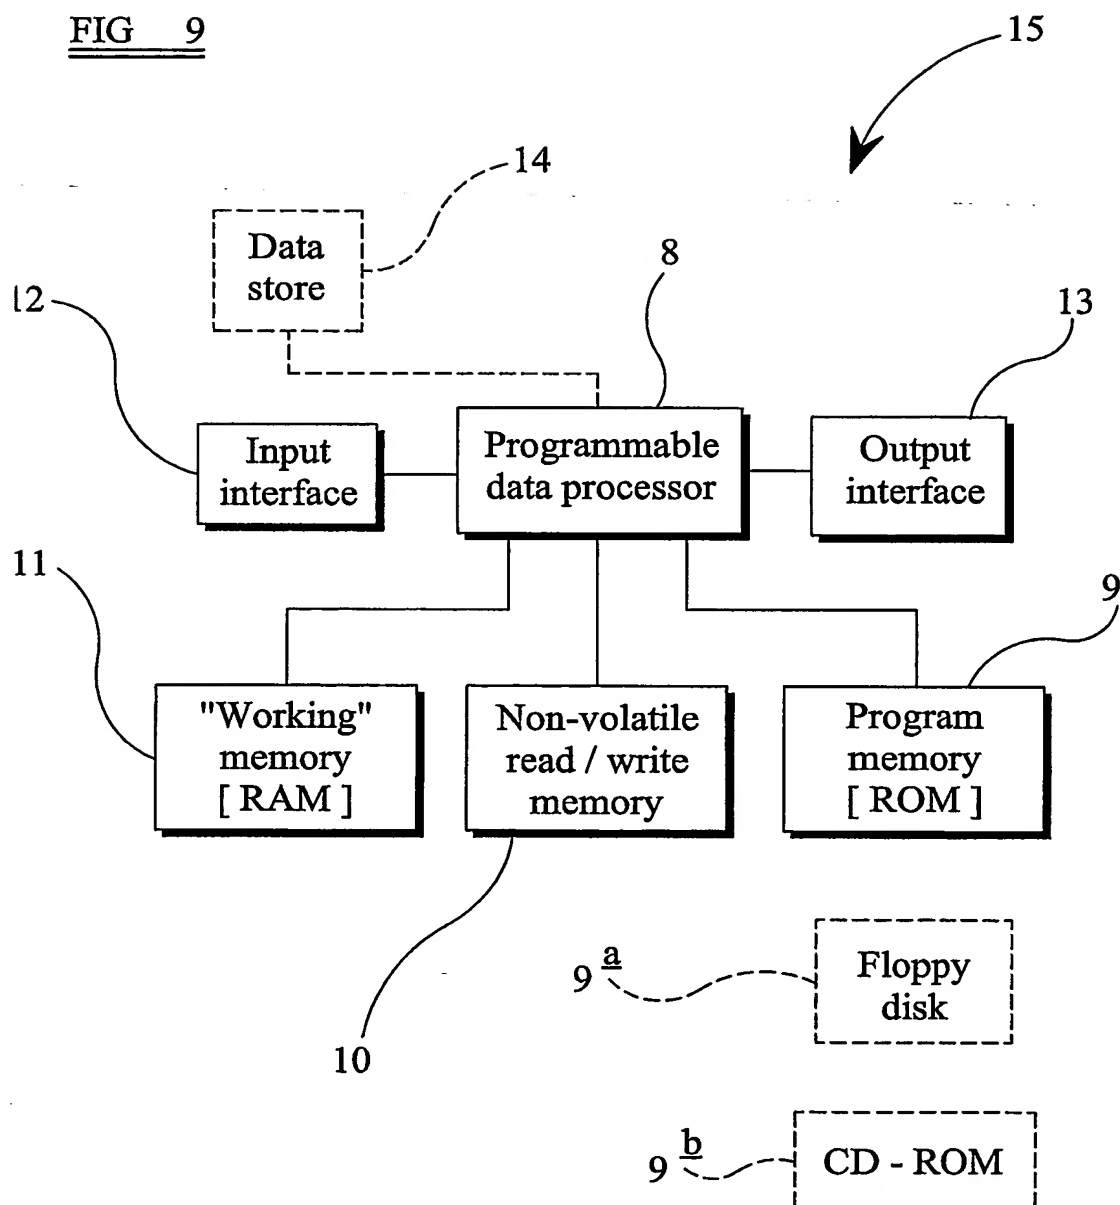 FIG 9
15
14
Data
store
8
12
13
Input
interface
Programmable
data processor
Output
interface
11
9
"Working"
memory
[ RAM ]
Non-volatile
read / write
memory
Program
memory
[ ROM ]
10
9 a
Floppy
disk
9 b
CD - ROM